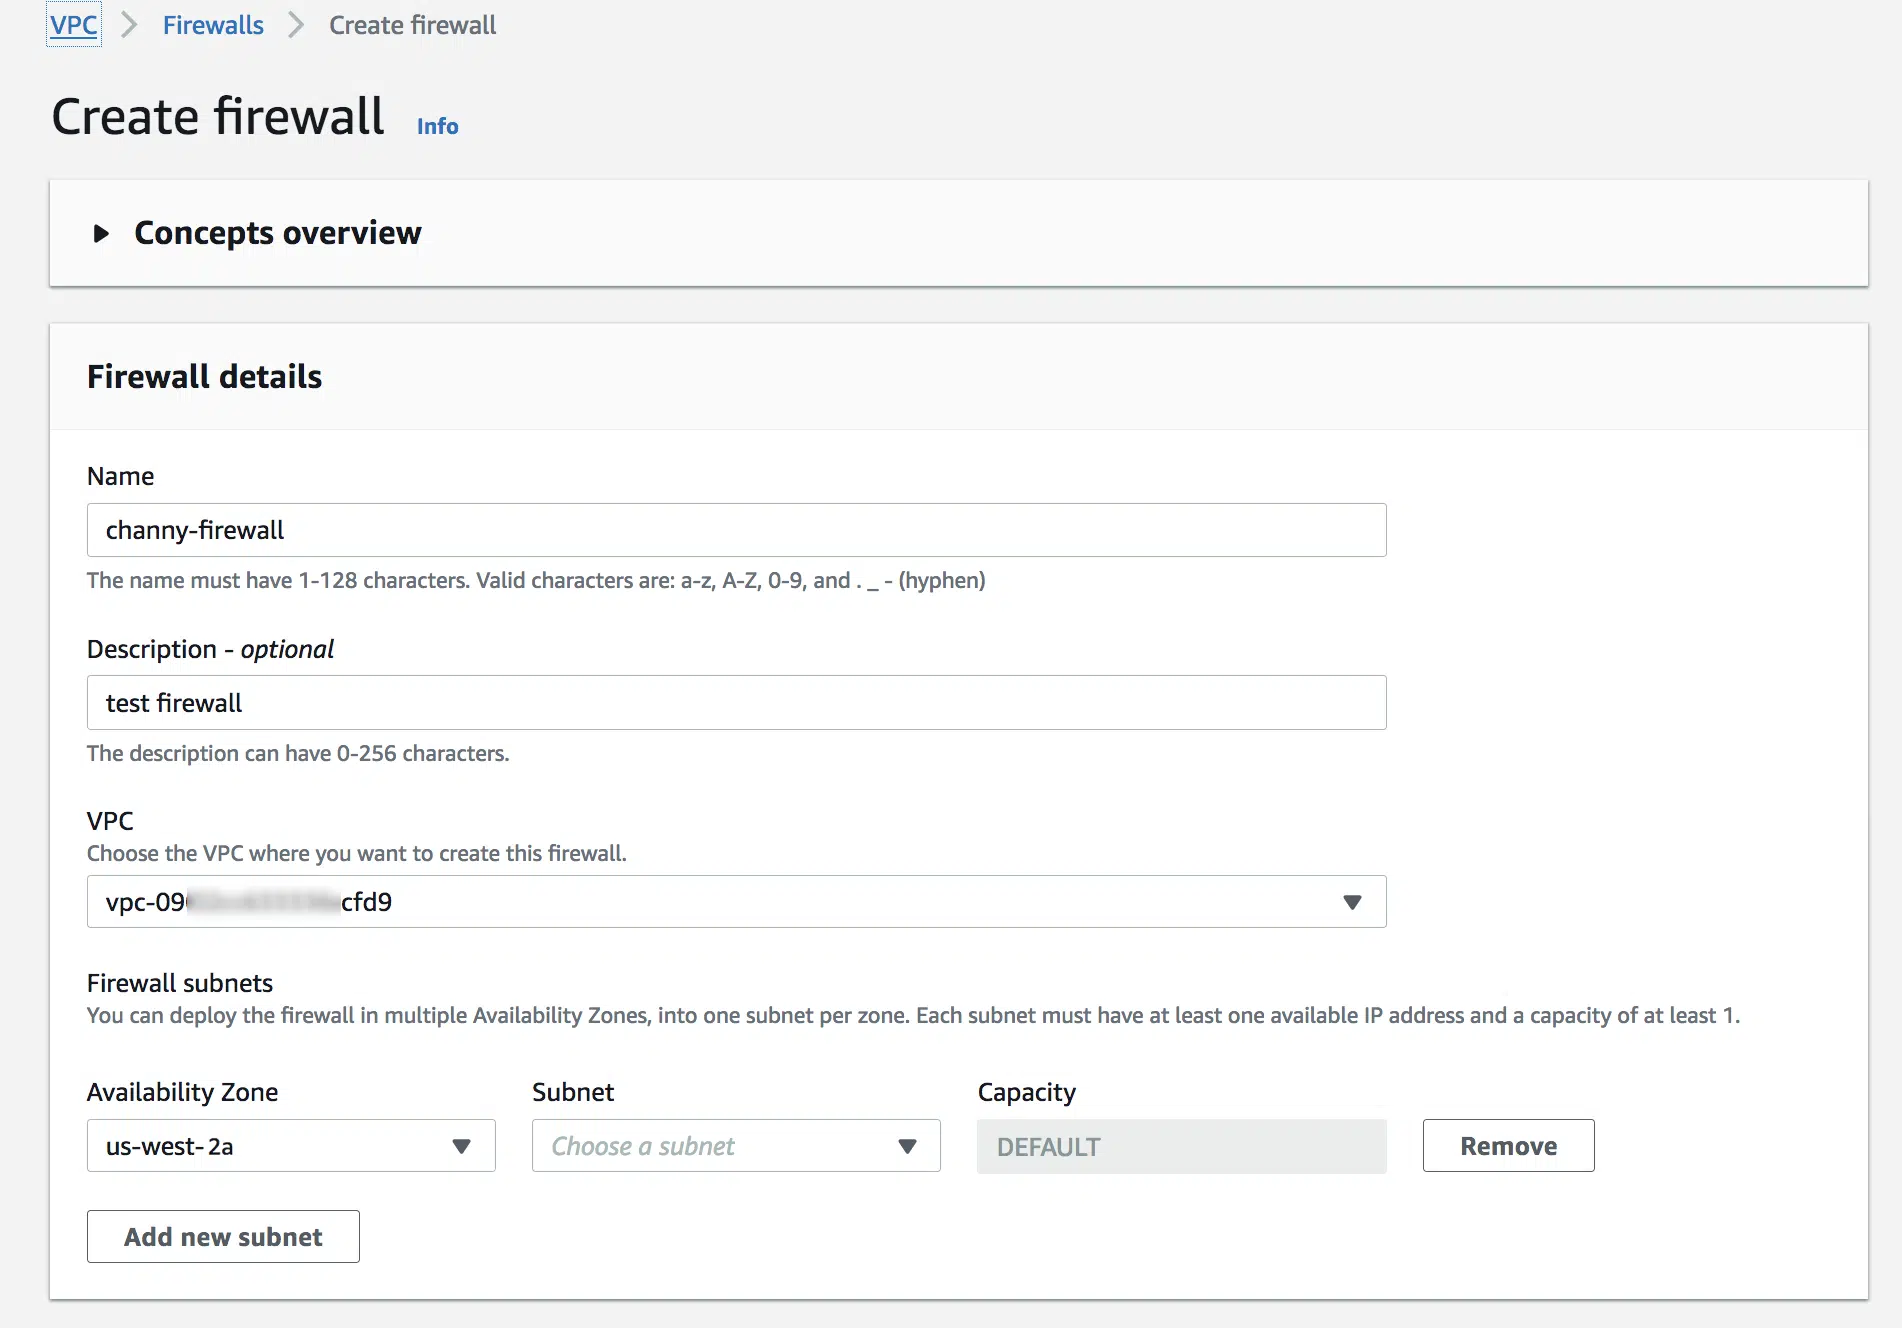 VPC > Firewalls > Create firewall
Create firewall Info
Concepts overview
Firewall details
Name
channy-firewall
The name must have 1-128 characters. Valid characters are: a-z, A-Z, 0-9, and . _ - (hyphen)
Description - optional
test firewall
The description can have 0-256 characters.
VPC
Choose the VPC where you want to create this firewall.
vpc-09 cfd9
Firewall subnets
You can deploy the firewall in multiple Availability Zones, into one subnet per zone. Each subnet must have at least one available IP address and a capacity of at least 1.
Availability Zone Subnet Capacity
us-west-2a Choose a subnet DEFAULT Remove
Add new subnet